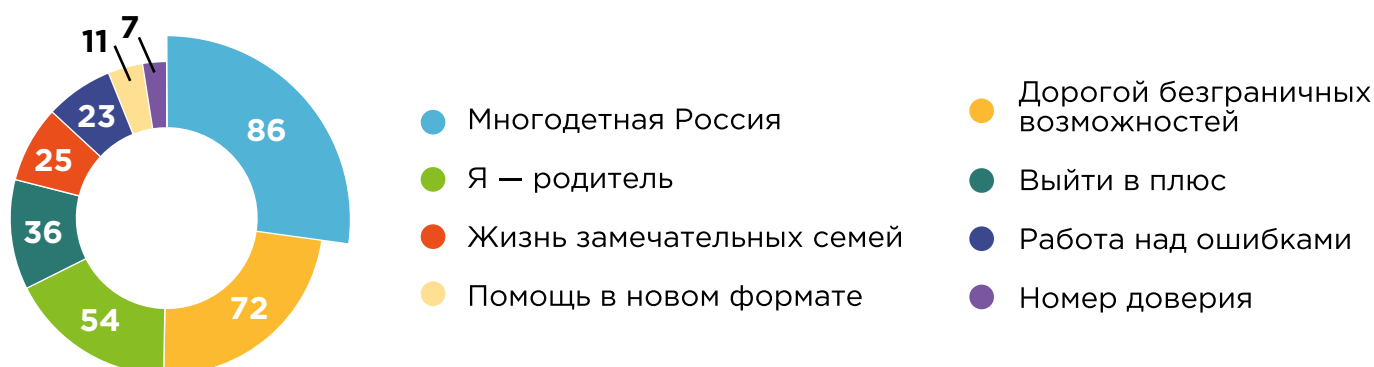 11
7
86
23
25
36
54
72
Многодетная Россия
Я — родитель
Жизнь замечательных семей
Помощь в новом формате
Дорогой безграничных
возможностей
Выйти в плюс
Работа над ошибками
Номер доверия